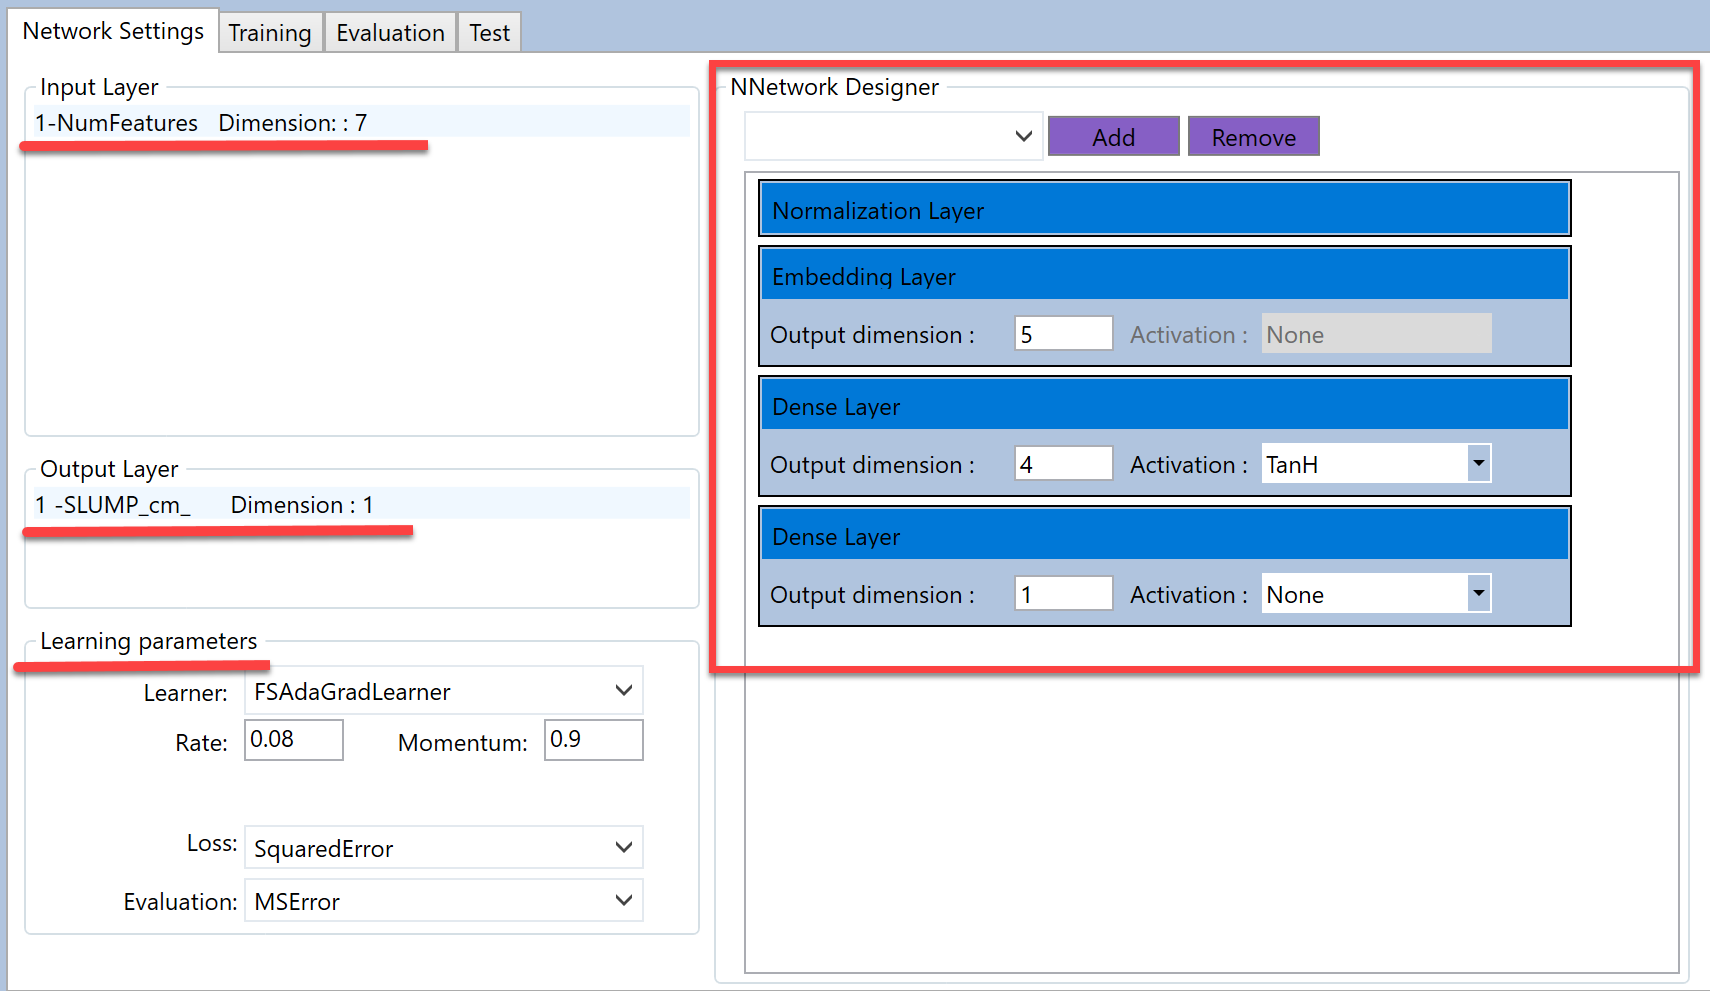 Network Settings Training Evaluation Test
Input Layer
1-NumFeatures Dimension: : 7
Output Layer
1 -SLUMP_cm_ Dimension : 1
Learning parameters
Learner: FSAdaGradLearner
Rate: 0.08 Momentum: 0.9
Loss: SquaredError
Evaluation: MSError
NNetwork Designer
Add Remove
Normalization Layer
Embedding Layer
Output dimension : 5 Activation : None
Dense Layer
Output dimension : 4 Activation : TanH
Dense Layer
Output dimension : 1 Activation : None